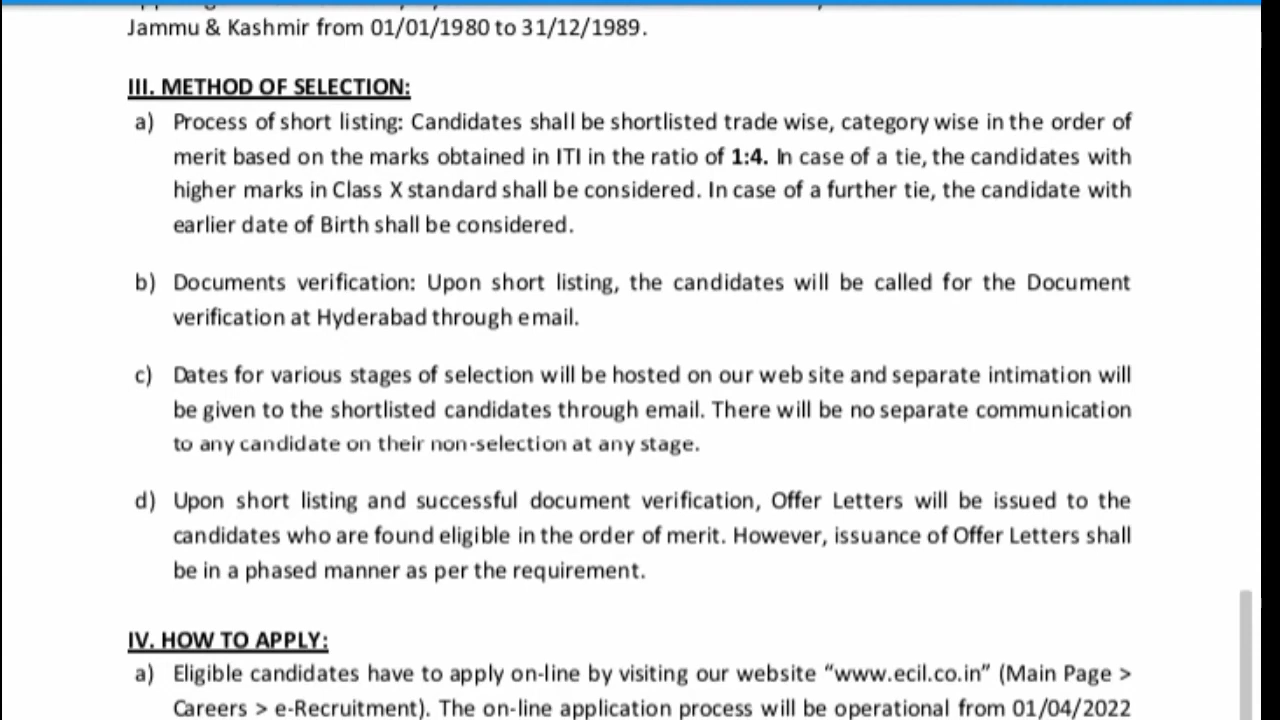 Jammu & Kashmir from 01/01/1980 to 31/12/1989.
III. METHOD OF SELECTION:
a) Process of short listing: Candidates shall be shortlisted trade wise, category wise in the order of
merit based on the marks obtained in ITI in the ratio of 1:4. In case of a tie, the candidates with
higher marks in Class X standard shall be considered. In case of a further tie, the candidate with
earlier date of Birth shall be considered.
b) Documents verification: Upon short listing, the candidates will be called for the Document
verification at Hyderabad through email.
c) Dates for various stages of selection will be hosted on our web site and separate intimation will
be given to the shortlisted candidates through email. There will be no separate communication
to any candidate on their non-selection at any stage.
d) Upon short listing and successful document verification, Offer Letters will be issued to the
candidates who are found eligible in the order of merit. However, issuance of Offer Letters shall
be in a phased manner as per the requirement.
IV. HOW TO APPLY:
a) Eligible candidates have to apply on-line by visiting our website “www.ecil.co.in” (Main Page >
Careers > e-Recruitment). The on-line application process will be operational from 01/04/2022